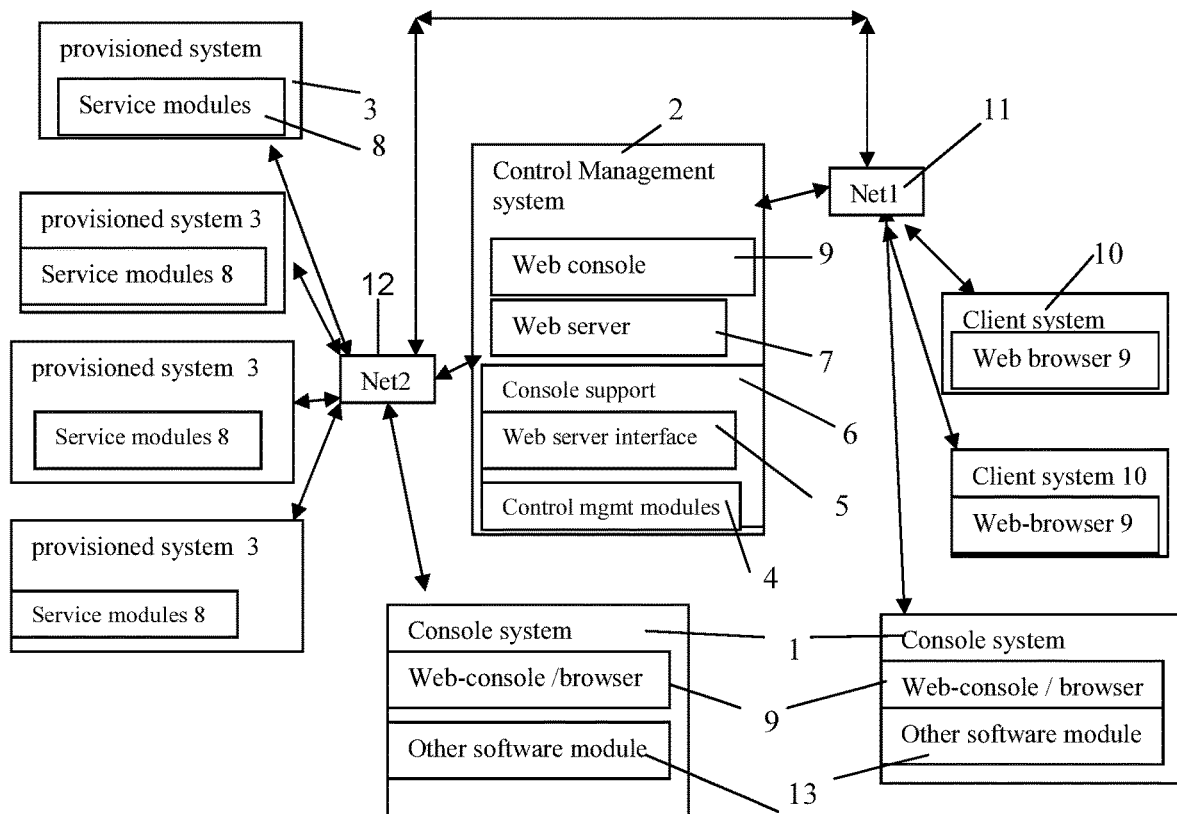 provisioned system
Service modules
3
8
provisioned system 3
Service modules 8
provisioned system 3
Service modules 8
provisioned system 3
Service modules 8
12
Net2
2
Control Management
system
Web console
9
Web server
7
Console support
6
Web server interface
5
Control mgmt modules
4
11
Net1
10
Client system
Web browser 9
Client system 10
Web-browser 9
Console system
1
Web-console /browser
9
Other software module
13
Console system
Web-console / browser
Other software module